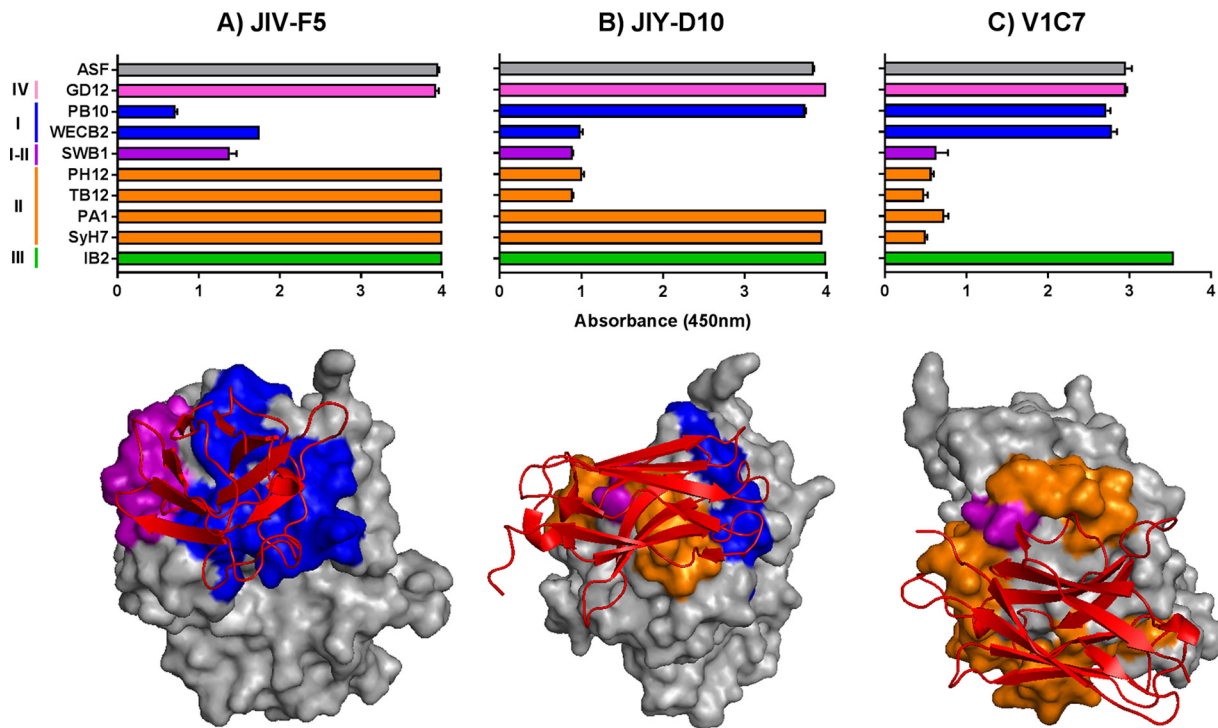 A) JIV-F5
B) JIY-D10
C) V1C7
ASF
IV GD12
I PB10
WECB2
I-II SWB1
II PH12
TB12
PA1
SyH7
III IB2
0 1 2 3 4
0 1 2 3 4
0 1 2 3 4
Absorbance (450nm)